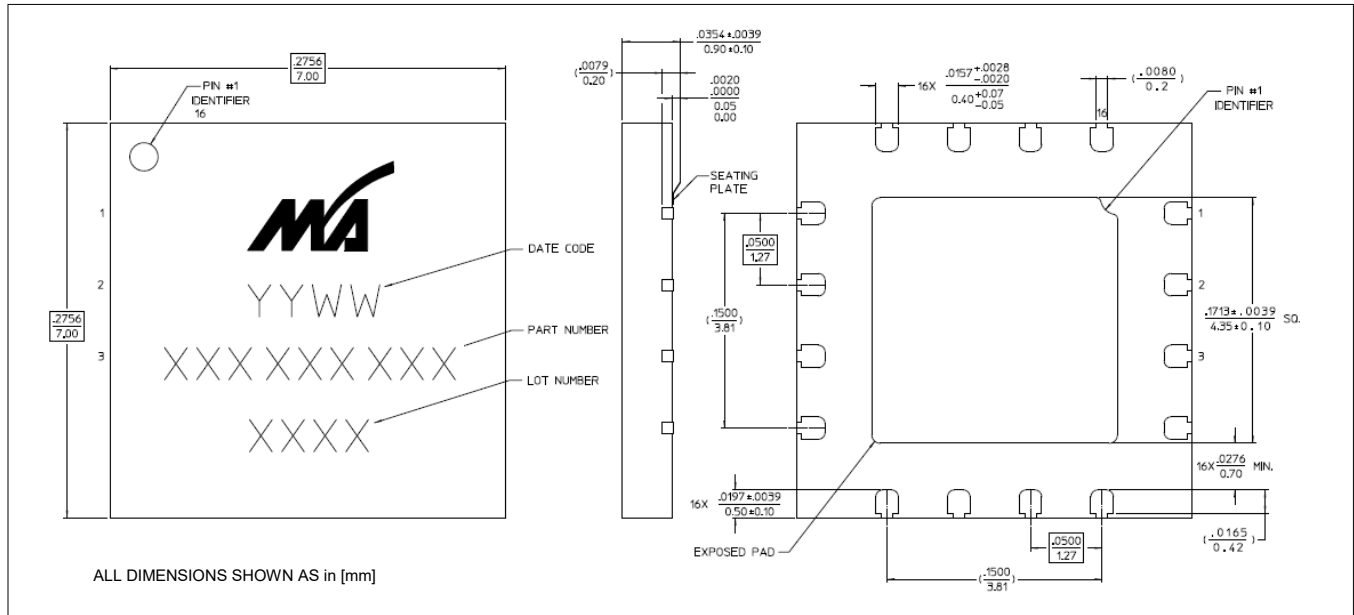 .2756
7.00
PIN #1
IDENTIFIER
16
.2756
7.00
1
2
3
MA
YYWW
XXX XXX XXX
XXXX
DATE CODE
PART NUMBER
LOT NUMBER
ALL DIMENSIONS SHOWN AS in [mm]
.0354±.0039
0.90±0.10
(.0079
0.20)
.0020
.0000
0.05
0.00
SEATING
PLATE
.0500
1.27
(.1500
3.81)
16X .0157+.0028
-.0020
0.40+0.07
-0.05
(.0080
0.2)
16
PIN #1
IDENTIFIER
1
2
3
.1713±.0039 SQ.
4.35±0.10
16X .0276 MIN.
0.70
16X .0197±.0039
0.50±0.10
EXPOSED PAD
.0500
1.27
(.1500
3.81)
(.0165
0.42)